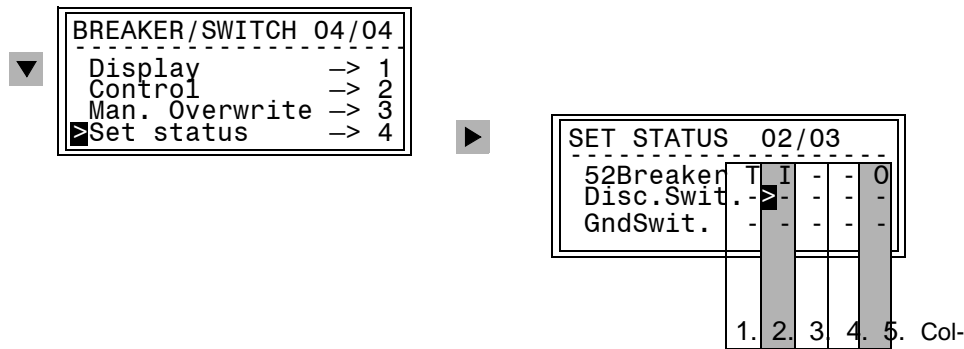 BREAKER/SWITCH 04/04
--------------------
Display —> 1
Control —> 2
Man. Overwrite —> 3
>Set status —> 4
SET STATUS 02/03
--------------------
52Breaker T I - - O
Disc.Swit. - >- - - -
GndSwit. - - - - -
1. 2. 3. 4. 5. Col-